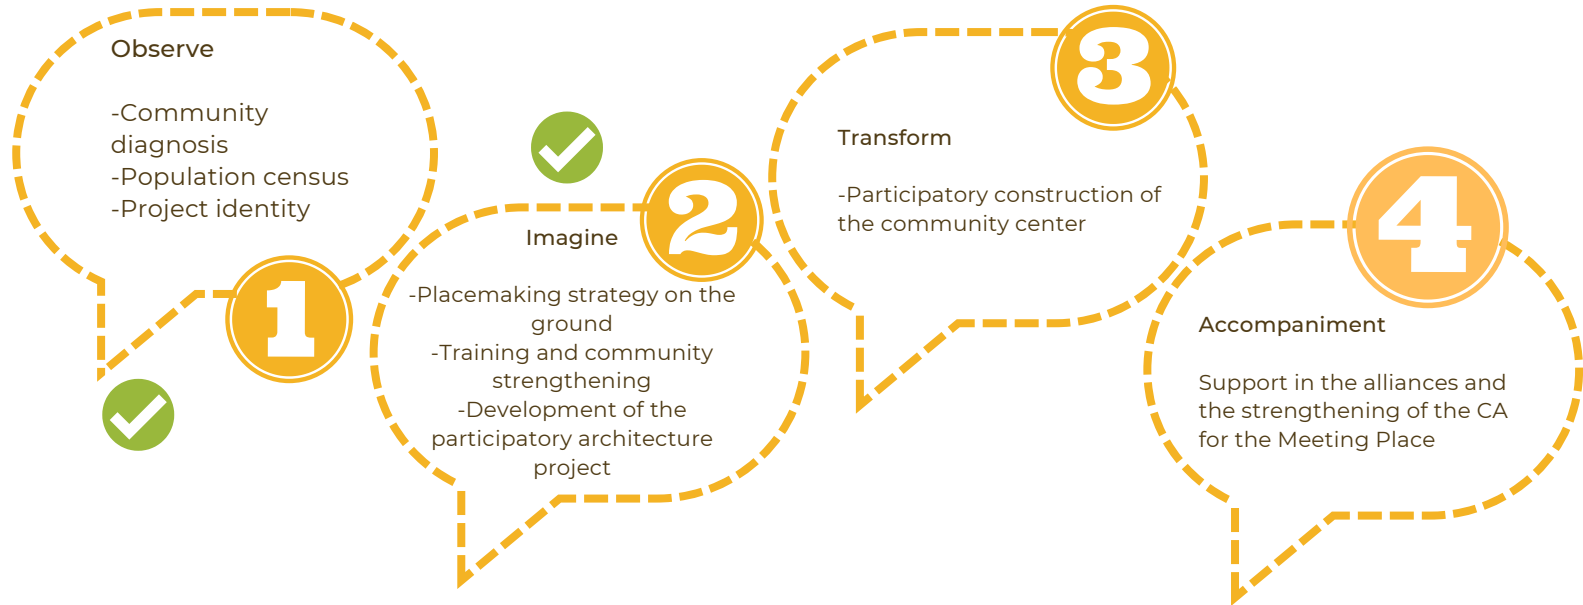 Observe
-Community
diagnosis
-Population census
-Project identity
1
Imagine
2
-Placemaking strategy on the
ground
-Training and community
strengthening
-Development of the
participatory architecture
project
3
Transform
-Participatory construction of
the community center
4
Accompaniment
Support in the alliances and
the strengthening of the CA
for the Meeting Place